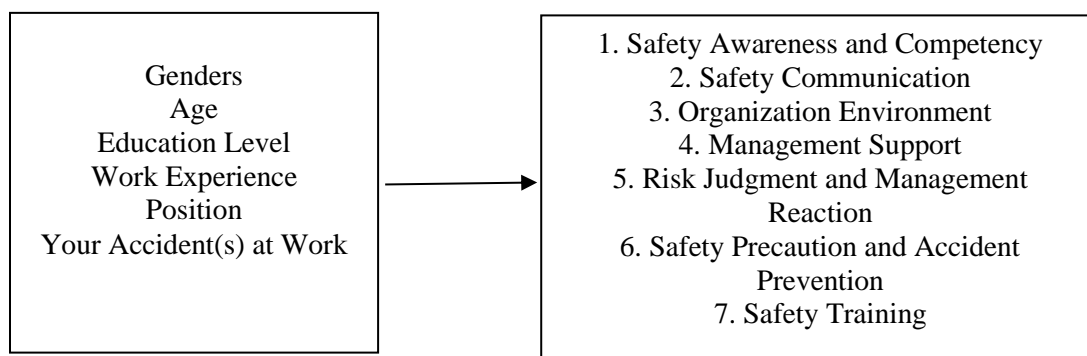 Genders
Age
Education Level
Work Experience
Position
Your Accident(s) at Work
1. Safety Awareness and Competency
2. Safety Communication
3. Organization Environment
4. Management Support
5. Risk Judgment and Management
Reaction
6. Safety Precaution and Accident
Prevention
7. Safety Training